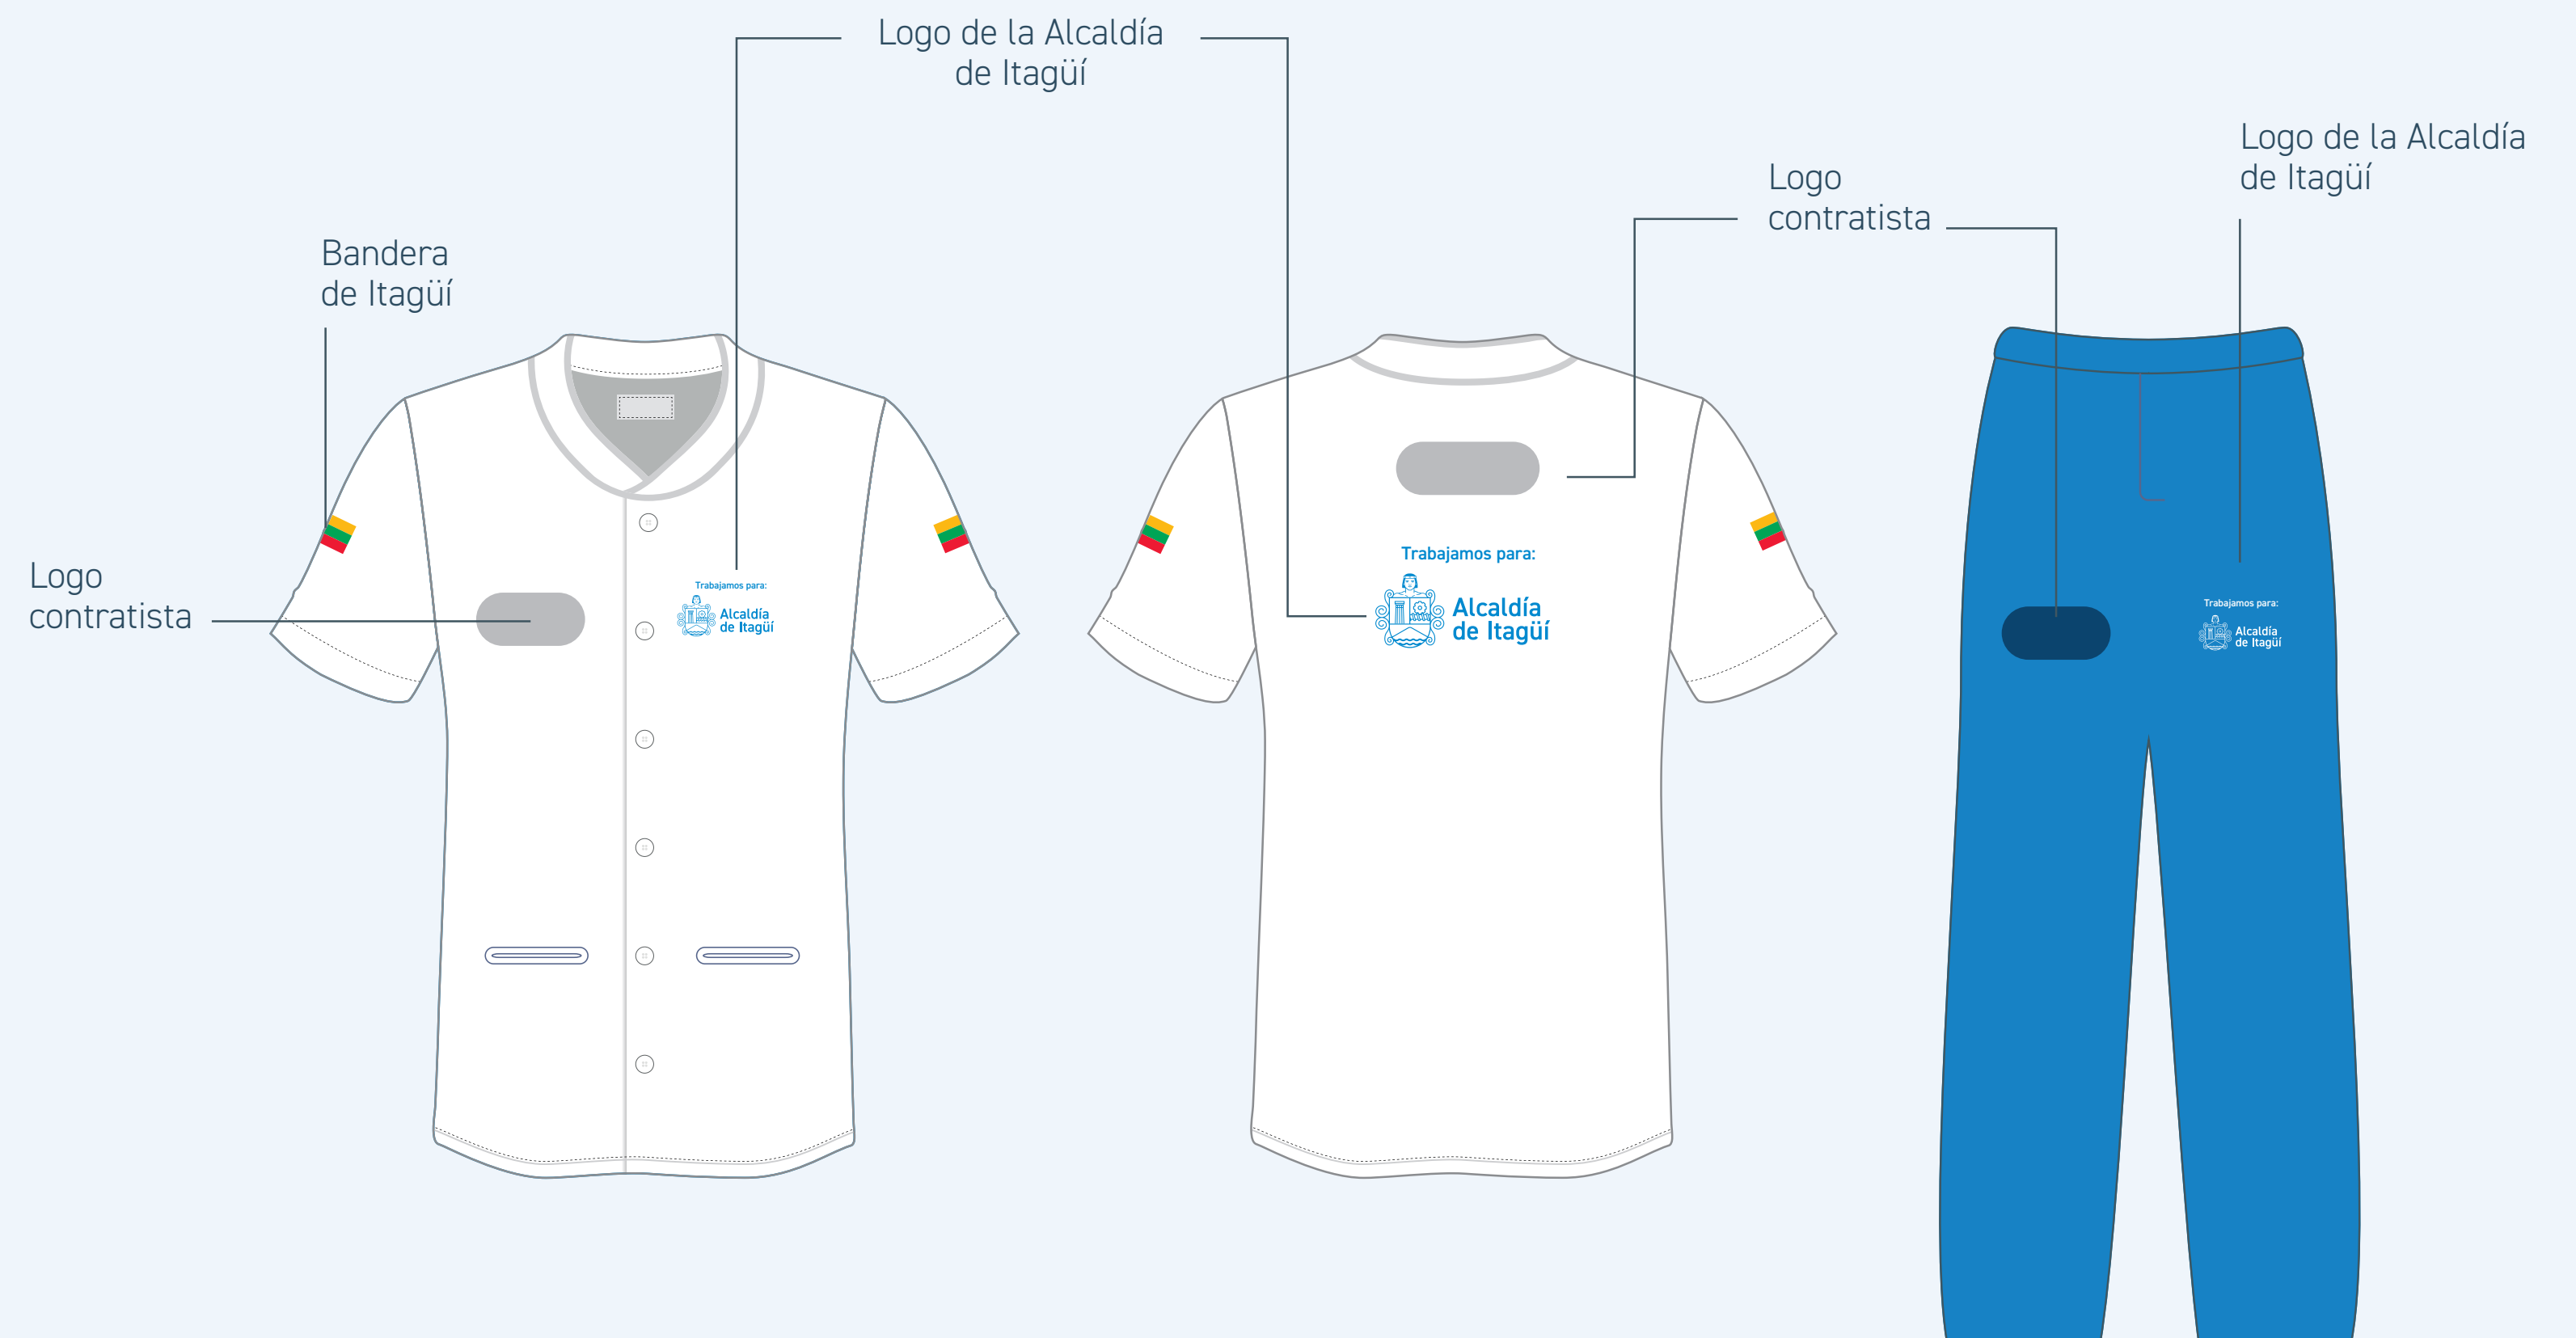 Logo de la Alcaldía
de Itagüí
Logo de la Alcaldía
de Itagüí
Logo
contratista
Bandera
de Itagüí
Logo
contratista
Trabajamos para:
Alcaldía
de Itagüí
Trabajamos para:
Alcaldía
de Itagüí
Trabajamos para:
Alcaldía
de Itagüí